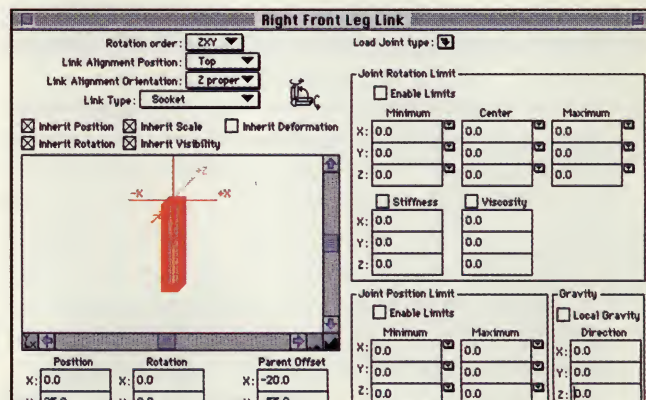 Right Front Leg Link
Rotation order: ZXY
Link Alignment Position: Top
Link Alignment Orientation: Z proper
Link Type: Socket
Inherit Position Inherit Scale Inherit Deformation
Inherit Rotation Inherit Visibility
-X +Z +X
Position Rotation Parent Offset
X: 0.0 X: 0.0 X: -20.0
Load Joint type:
Joint Rotation Limit
Enable Limits
Minimum Center Maximum
X: 0.0 0.0 0.0
Y: 0.0 0.0 0.0
Z: 0.0 0.0 0.0
Stiffness Viscosity
X: 0.0 0.0
Y: 0.0 0.0
Z: 0.0 0.0
Joint Position Limit
Enable Limits
Minimum Maximum
X: 0.0 0.0
Y: 0.0 0.0
Z: 0.0 0.0
Gravity
Local Gravity
Direction
X: 0.0
Y: 0.0
Z: 0.0